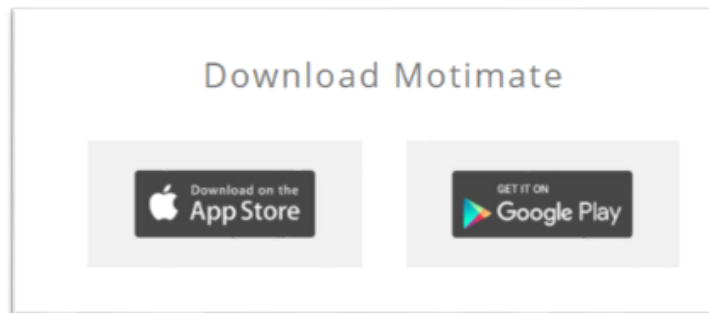 Download Motimate
Download on the
App Store
GET IT ON
Google Play